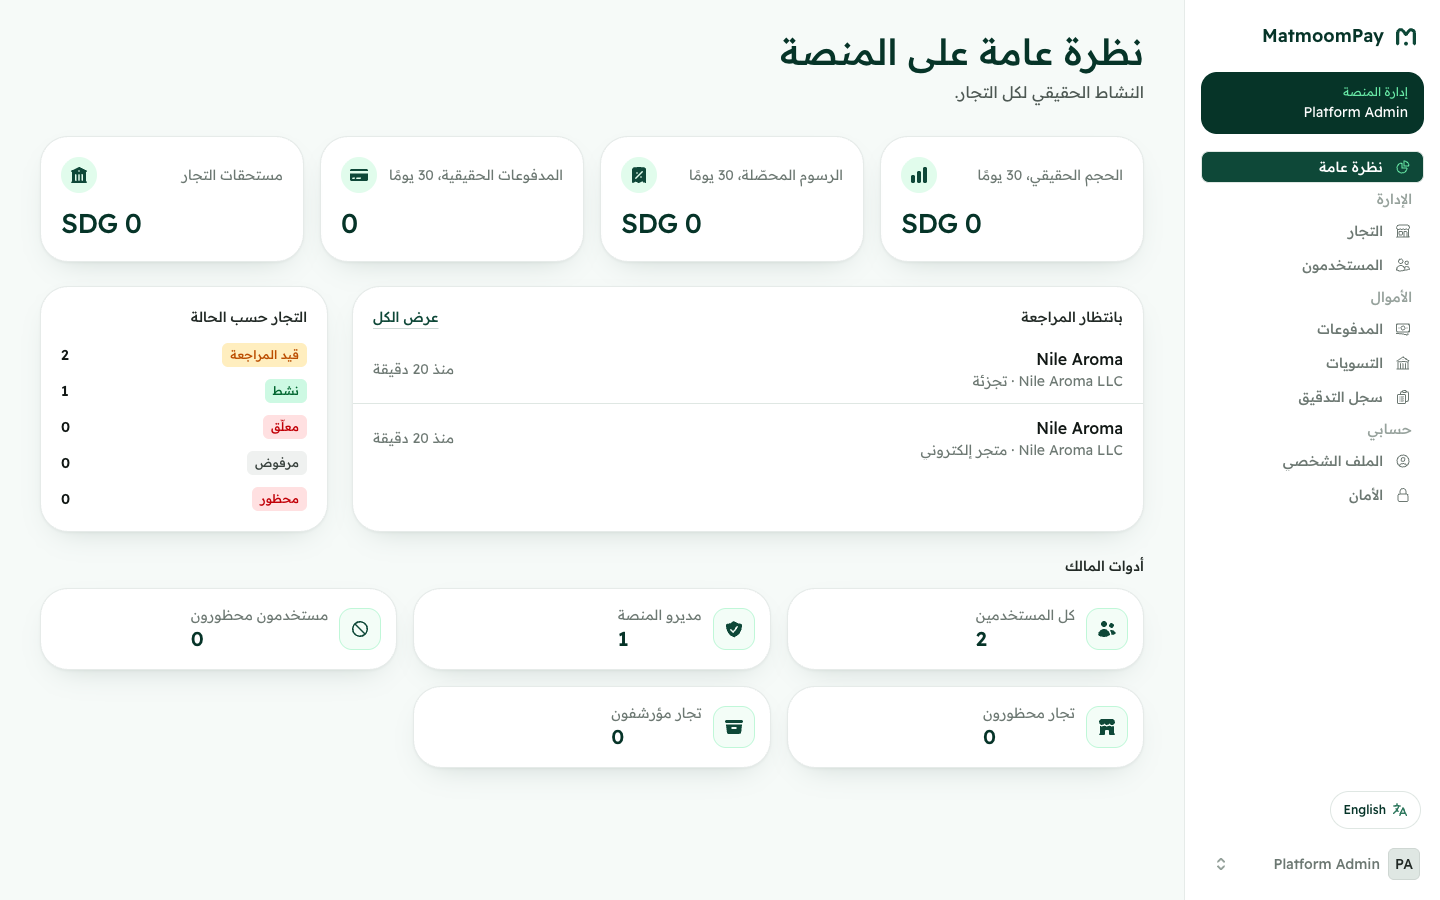 MatmoomPay
إدارة المنصة
Platform Admin
نظرة عامة
الإدارة
التجار
المستخدمون
الأموال
المدفوعات
التسويات
سجل التدقيق
حسابي
الملف الشخصي
الأمان
English
PA Platform Admin
نظرة عامة على المنصة
النشاط الحقيقي لكل التجار.
الحجم الحقيقي، 30 يومًا
SDG 0
الرسوم المحصّلة، 30 يومًا
SDG 0
المدفوعات الحقيقية، 30 يومًا
0
مستحقات التجار
SDG 0
بانتظار المراجعة
عرض الكل
Nile Aroma
Nile Aroma LLC · تجزئة
منذ 20 دقيقة
Nile Aroma
Nile Aroma LLC · متجر إلكتروني
منذ 20 دقيقة
التجار حسب الحالة
قيد المراجعة 2
نشط 1
معلّق 0
مرفوض 0
محظور 0
أدوات المالك
كل المستخدمين
2
مديرو المنصة
1
مستخدمون محظورون
0
تجار محظورون
0
تجار مؤرشفون
0